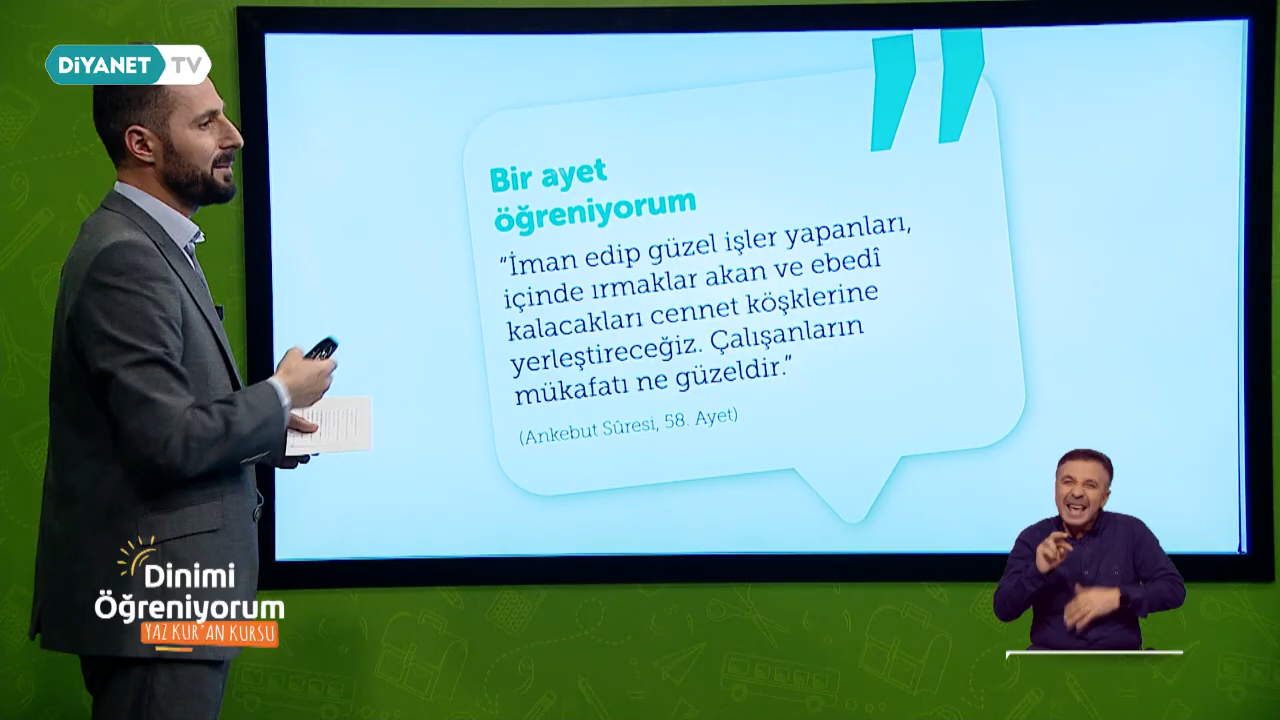 DİYANET TV
Bir ayet
öğreniyorum
"İman edip güzel işler yapanları,
içinde ırmaklar akan ve ebedî
kalacakları cennet köşklerine
yerleştireceğiz. Çalışanların
mükafatı ne güzeldir."
(Ankebut Sûresi, 58. Ayet)
Dinimi
Öğreniyorum
YAZ KUR'AN KURSU